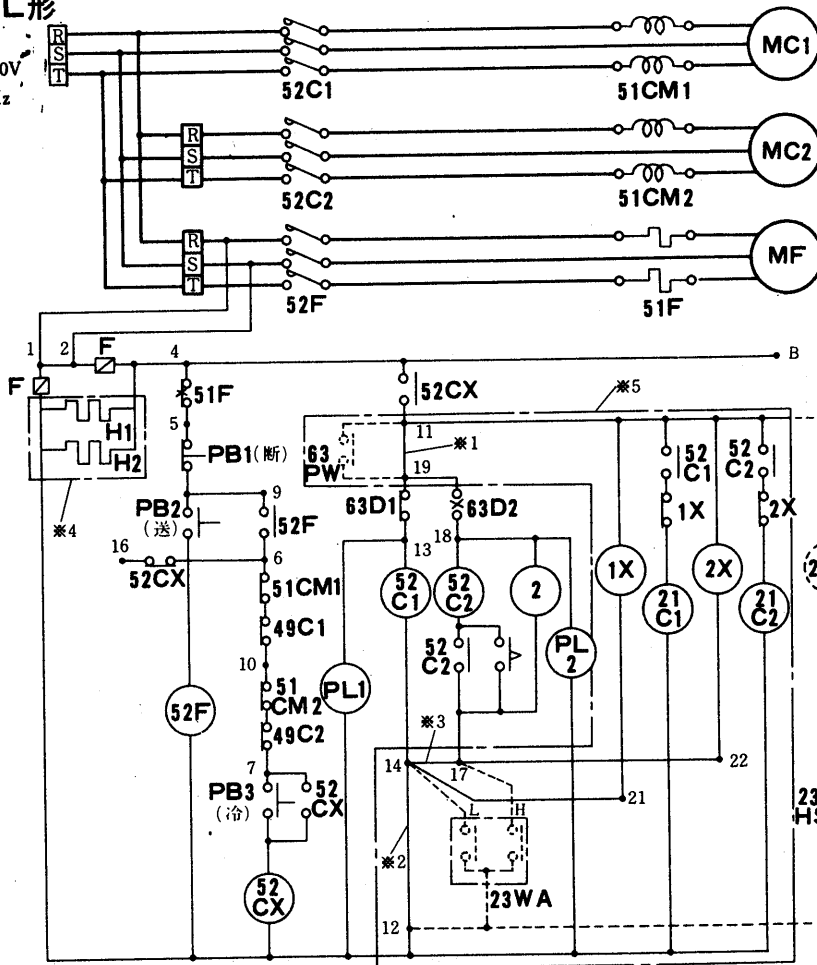 L形
R
S
T
0V
z
52C1
51CM1
MC1
R
S
T
52C2
51CM2
MC2
R
S
T
52F
51F
MF
1
2
F
4
B
F
H1
H2
※4
51F
5
PB1(断)
52CX
※5
11
※1
63
PW
19
52
C1
52
C2
PB2
(送)
9
52F
63D1
63D2
1X
2X
16
52CX
6
13
18
51CM1
52
C1
52
C2
2
1X
21
C1
2X
21
C2
2
49C1
10
52
C2
PL
2
51
CM2
PL1
52F
49C2
※3
7
14
17
22
PB3
(冷)
52
CX
21
L
H
23
HS
※2
23WA
52
CX
12